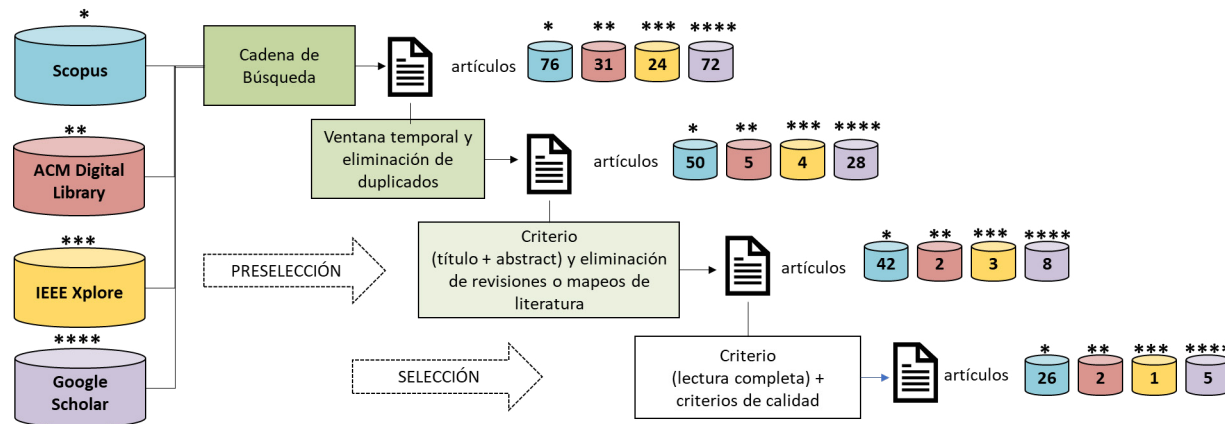 *
Scopus
**
ACM Digital
Library
***
IEEE Xplore
****
Google
Scholar
Cadena de
Búsqueda
artículos
* ** *** ****
76 31 24 72
Ventana temporal y
eliminación de
duplicados
artículos
* ** *** ****
50 5 4 28
PRESELECCIÓN
Criterio
(título + abstract) y eliminación
de revisiones o mapeos de
literatura
artículos
* ** *** ****
42 2 3 8
SELECCIÓN
Criterio
(lectura completa) +
criterios de calidad
artículos
* ** *** ****
26 2 1 5